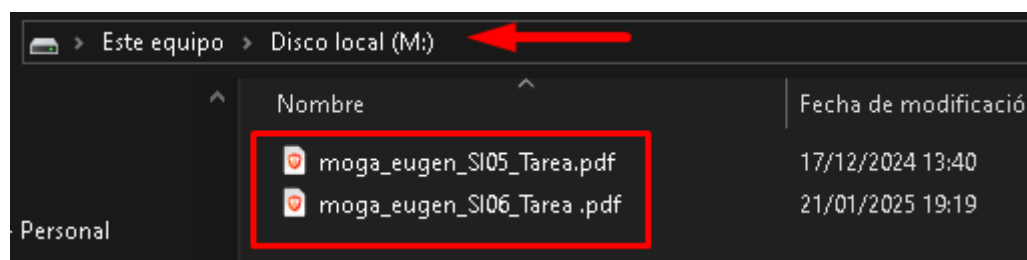 Este equipo > Disco local (M:)
Nombre Fecha de modificació
moga_eugen_SI05_Tarea.pdf 17/12/2024 13:40
moga_eugen_SI06_Tarea .pdf 21/01/2025 19:19
Personal